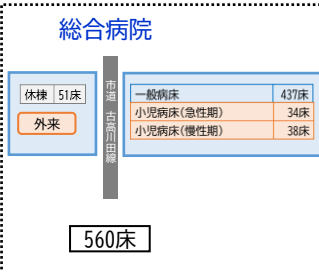 総合病院
休棟 51床
外来
市道 古高川田線
一般病床 437床
小児病床(急性期) 34床
小児病床(慢性期) 38床
560床